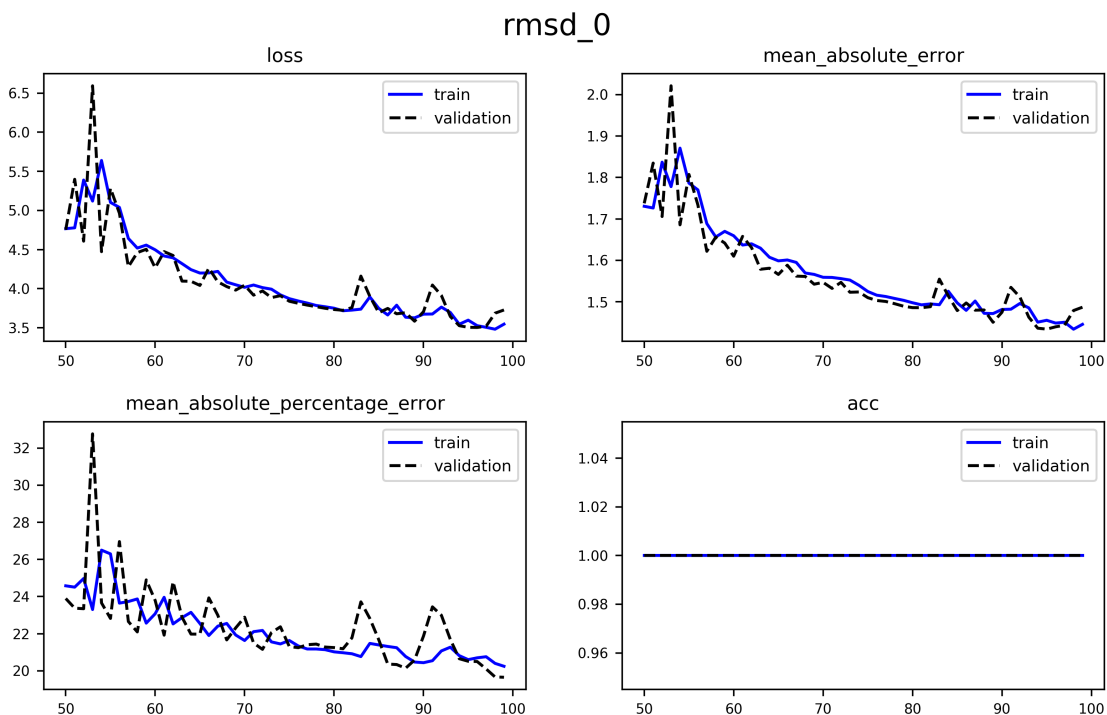 rmsd_0
loss
6.5
6.0
5.5
5.0
4.5
4.0
3.5
train
validation
50 60 70 80 90 100
mean_absolute_error
2.0
1.9
1.8
1.7
1.6
1.5
train
validation
50 60 70 80 90 100
mean_absolute_percentage_error
32
30
28
26
24
22
20
train
validation
50 60 70 80 90 100
acc
1.04
1.02
1.00
0.98
0.96
train
validation
50 60 70 80 90 100